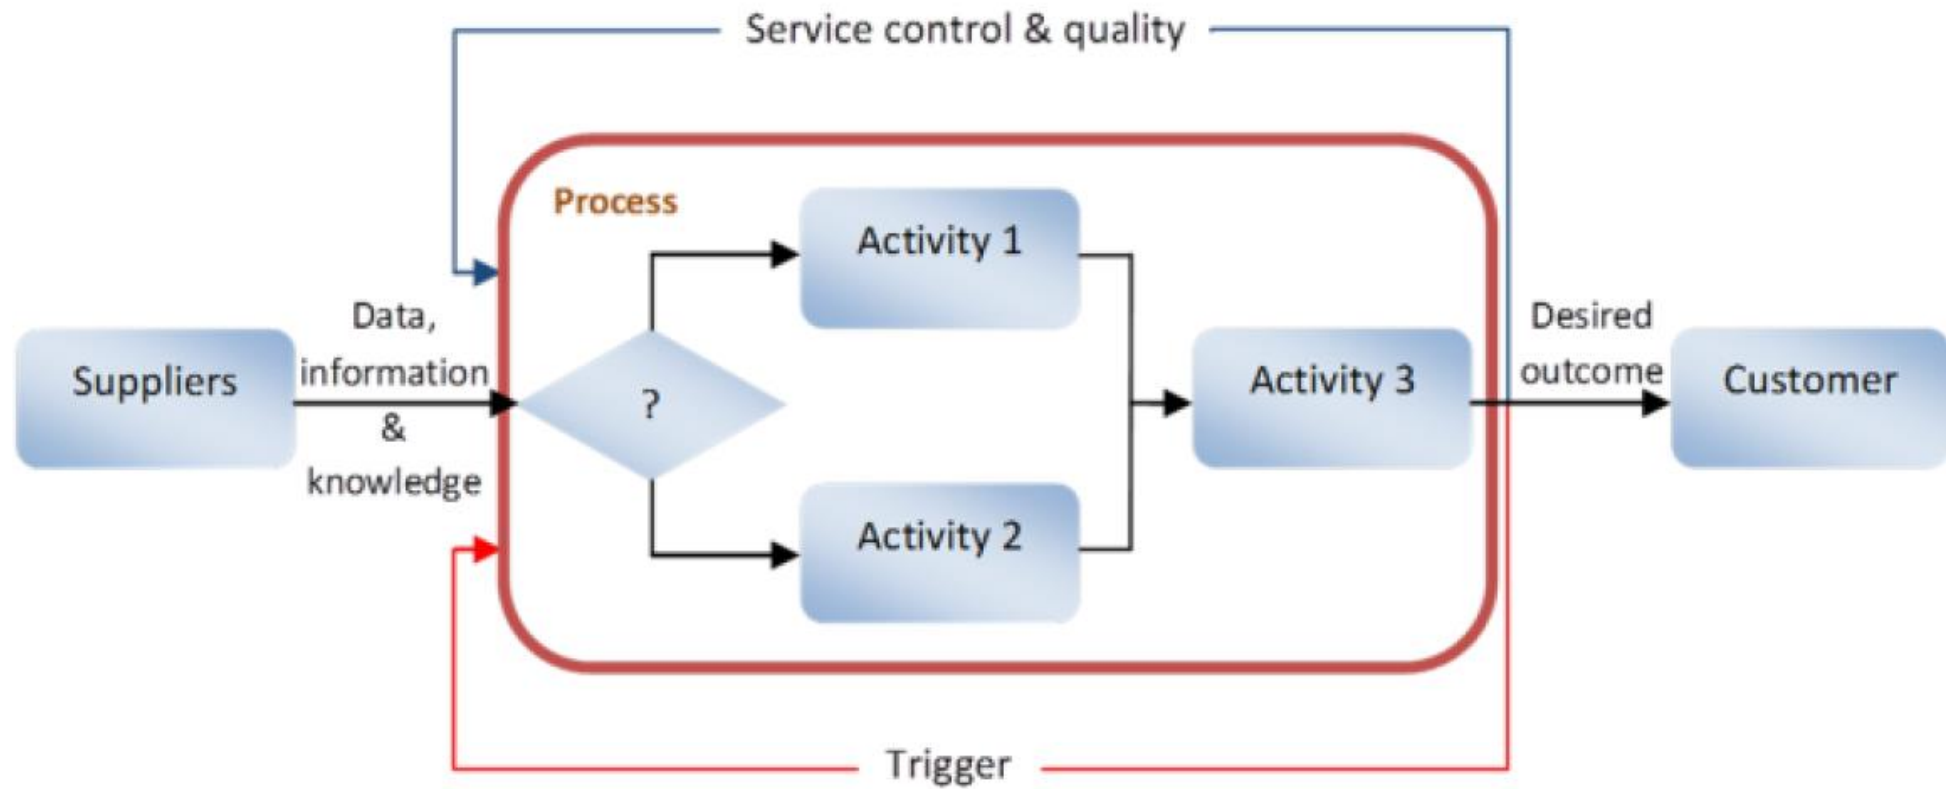 Service control & quality
Process
Activity 1
Data,
information
&
knowledge
Suppliers
?
Activity 2
Activity 3
Desired
outcome
Customer
Trigger